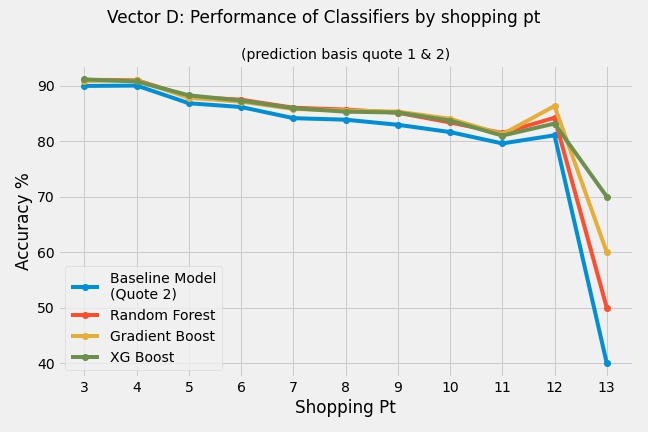 Vector D: Performance of Classifiers by shopping pt
(prediction basis quote 1 & 2)
Accuracy %
90
80
70
60
50
40
Baseline Model
(Quote 2)
Random Forest
Gradient Boost
XG Boost
3 4 5 6 7 8 9 10 11 12 13
Shopping Pt